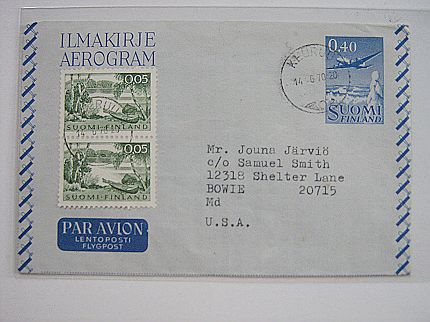 ILMAKIRJE
AEROGRAM
0,40
14.6.70.20
SUOMI
FINLAND
0,05
SUOMI-FINLAND
0,05
SUOMI-FINLAND
Mr. Jouna Järviö
c/o Samuel Smith
12318 Shelter Lane
BOWIE 20715
Md
U.S.A.
PAR AVION
LENTOPOSTI
FLYGPOST